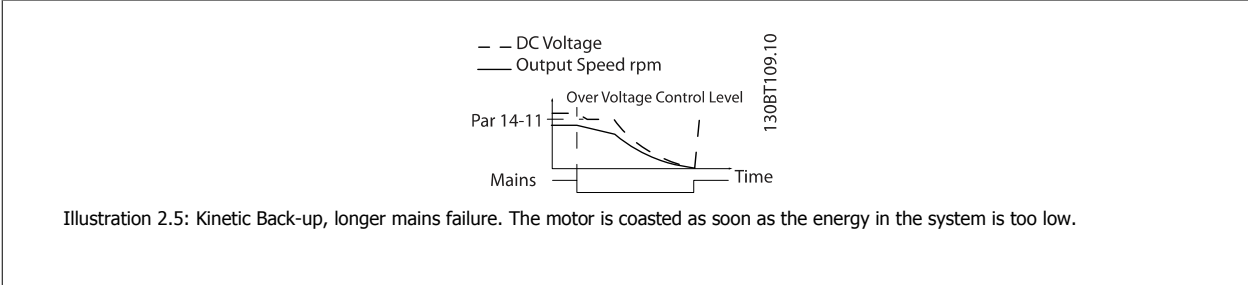 DC Voltage
Output Speed rpm
130BT109.10
Over Voltage Control Level
Par 14-11
Mains
Time
Illustration 2.5: Kinetic Back-up, longer mains failure. The motor is coasted as soon as the energy in the system is too low.